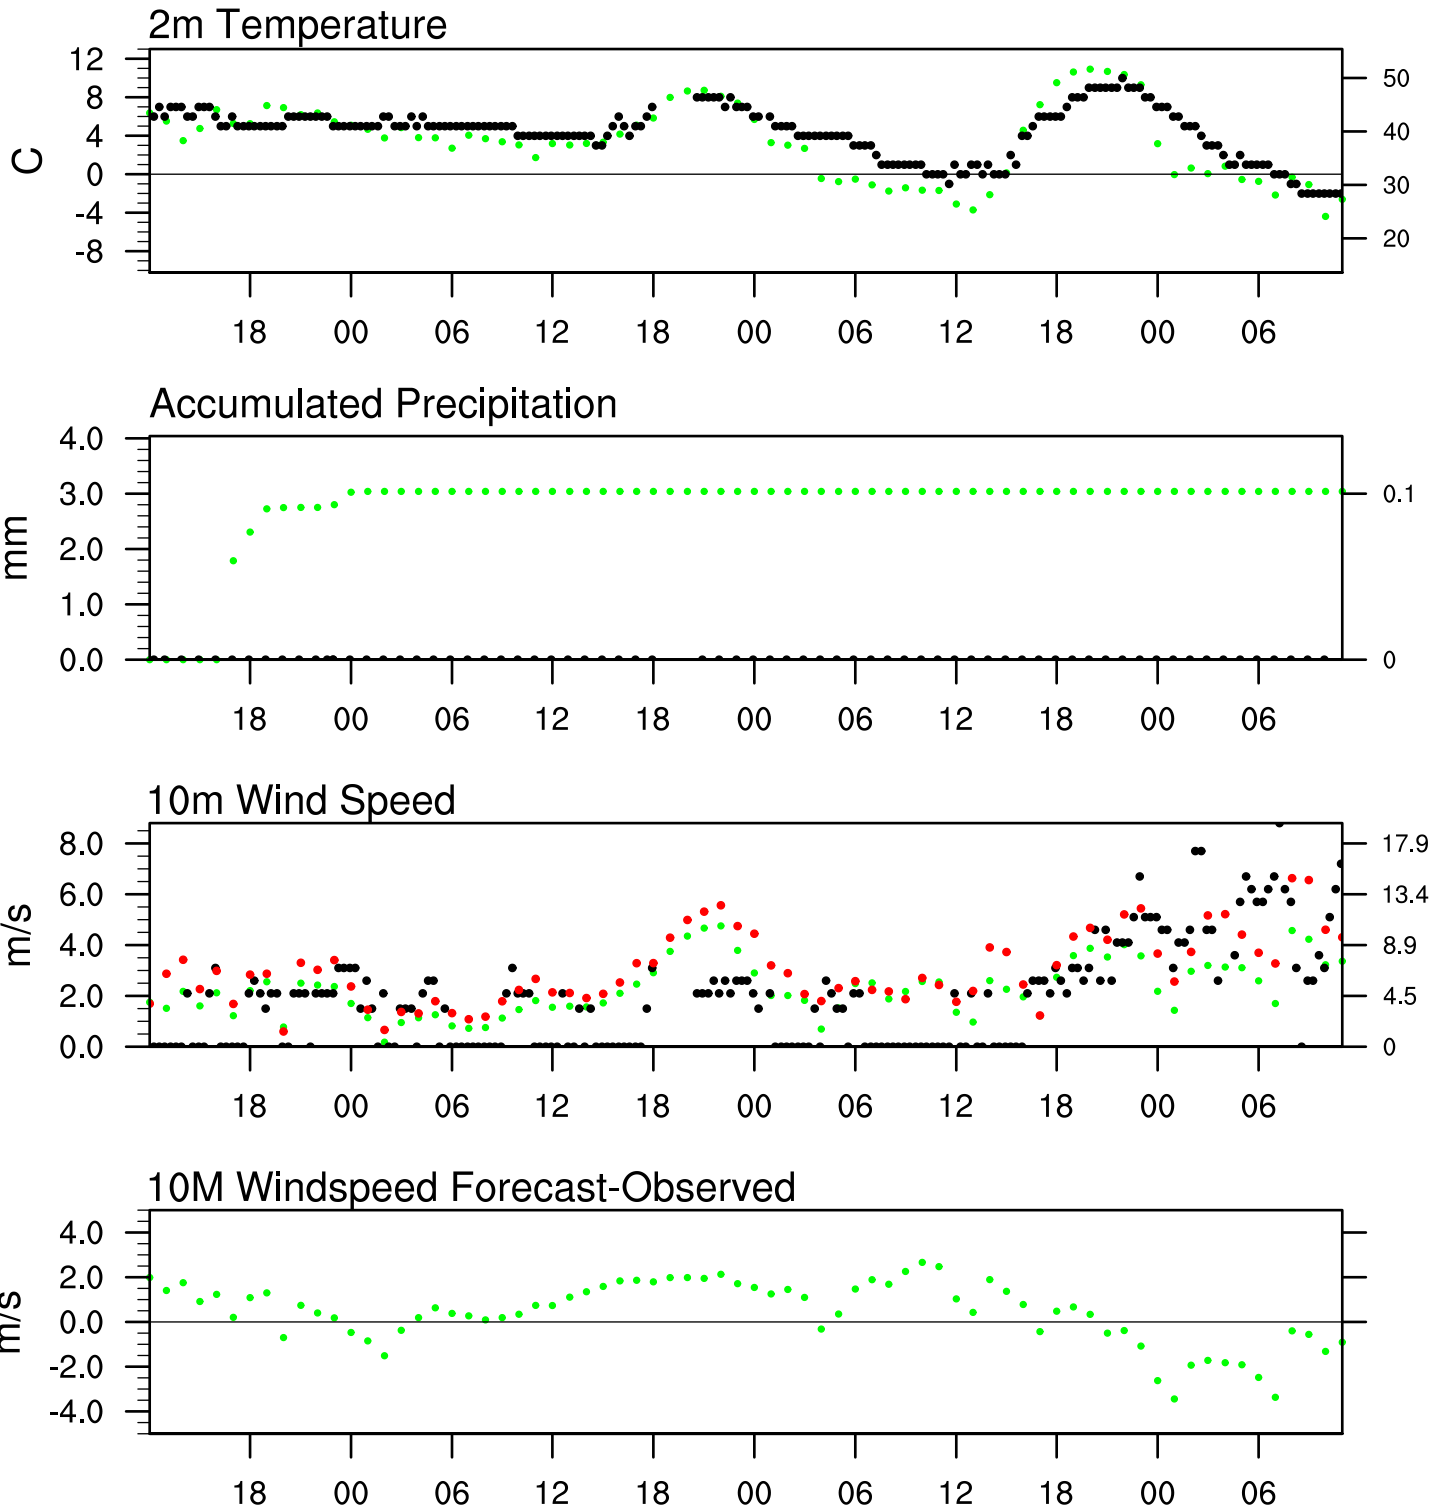 2m Temperature
12
8
4
0
-4
-8
C
50
40
30
20
18 00 06 12 18 00 06 12 18 00 06
Accumulated Precipitation
4.0
3.0
2.0
1.0
0.0
mm
0.1
0
18 00 06 12 18 00 06 12 18 00 06
10m Wind Speed
8.0
6.0
4.0
2.0
0.0
m/s
17.9
13.4
8.9
4.5
0
18 00 06 12 18 00 06 12 18 00 06
10M Windspeed Forecast-Observed
4.0
2.0
0.0
-2.0
-4.0
m/s
18 00 06 12 18 00 06 12 18 00 06